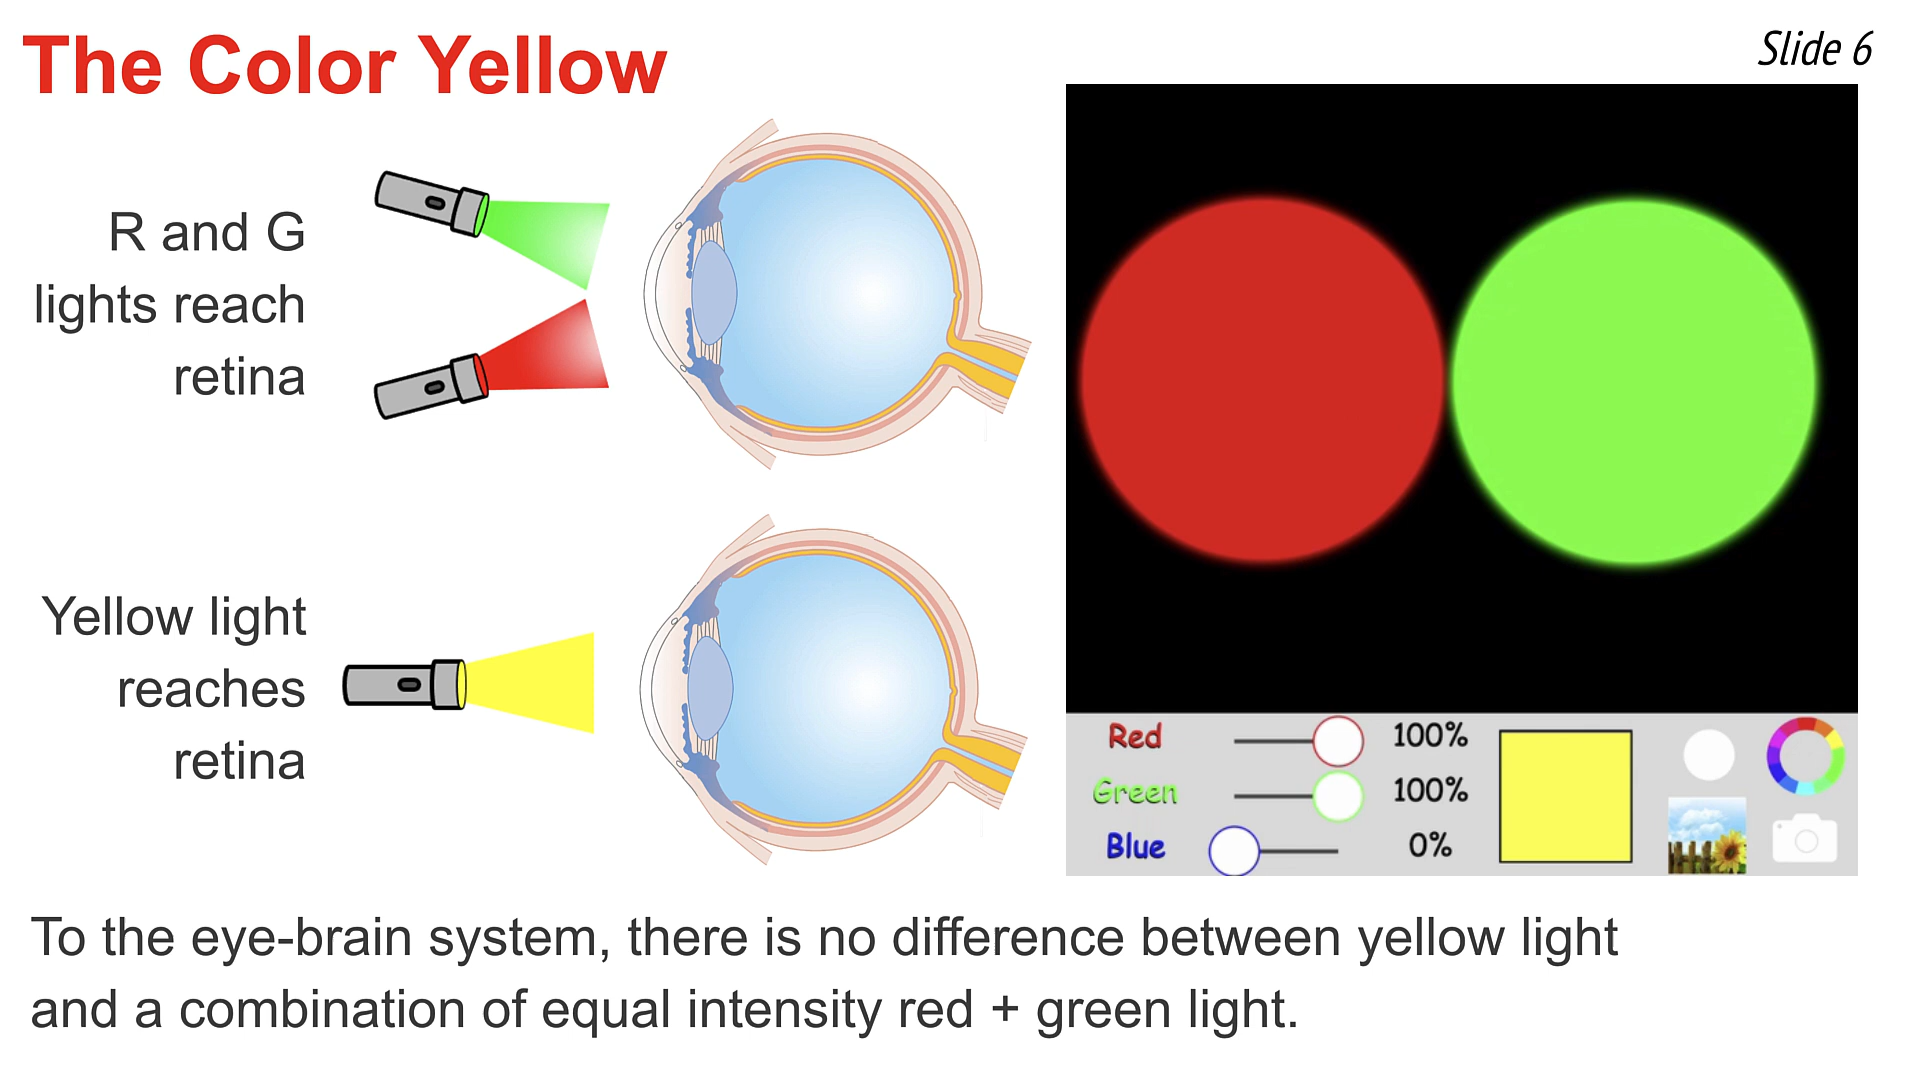 The Color Yellow
Slide 6
R and G
lights reach
retina
Yellow light
reaches
retina
Red 100%
Green 100%
Blue 0%
To the eye-brain system, there is no difference between yellow light
and a combination of equal intensity red + green light.